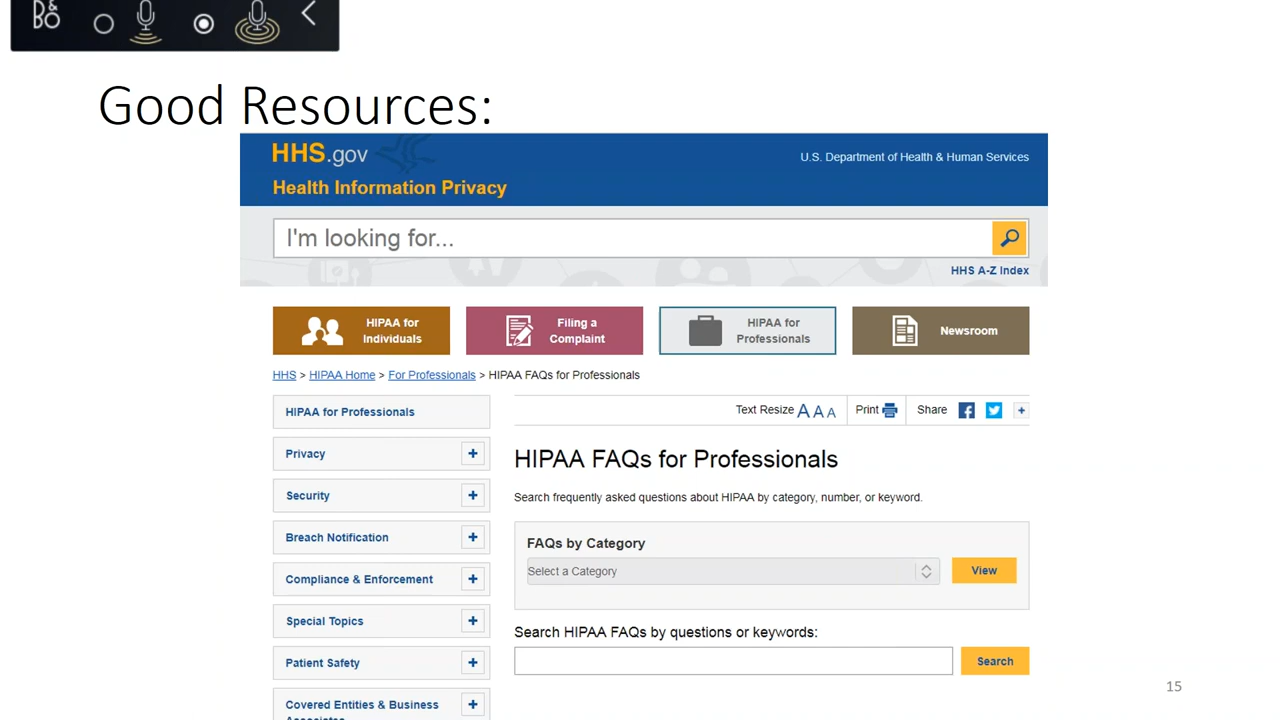 B&O
Good Resources:
HHS.gov
U.S. Department of Health & Human Services
Health Information Privacy
I'm looking for...
HHS A-Z Index
HIPAA for
Individuals
Filing a
Complaint
HIPAA for
Professionals
Newsroom
HHS > HIPAA Home > For Professionals > HIPAA FAQs for Professionals
HIPAA for Professionals
Privacy
Security
Breach Notification
Compliance & Enforcement
Special Topics
Patient Safety
Covered Entities & Business
Associates
Text Resize A A A
Print
Share
HIPAA FAQs for Professionals
Search frequently asked questions about HIPAA by category, number, or keyword.
FAQs by Category
Select a Category
View
Search HIPAA FAQs by questions or keywords:
Search
15